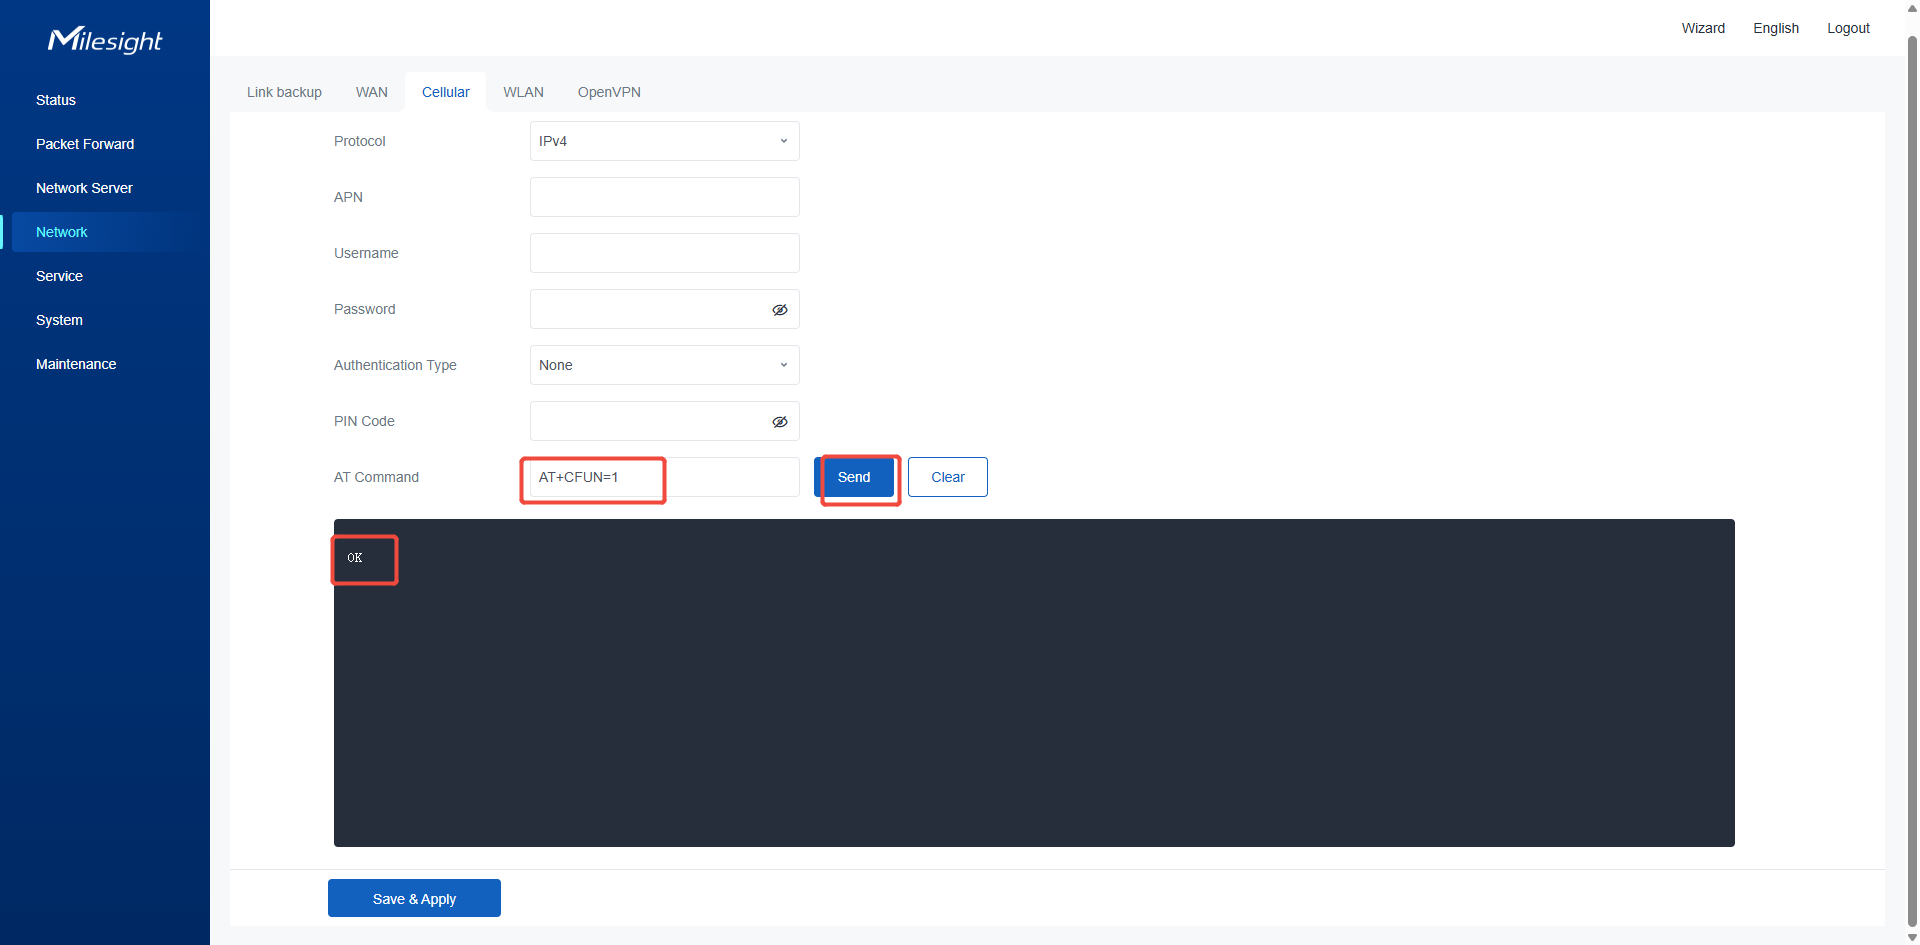 Milesight
Wizard English Logout
Status
Packet Forward
Network Server
Network
Service
System
Maintenance
Link backup WAN Cellular WLAN OpenVPN
Protocol IPv4
APN
Username
Password
Authentication Type None
PIN Code
AT Command AT+CFUN=1 Send Clear
OK
Save & Apply